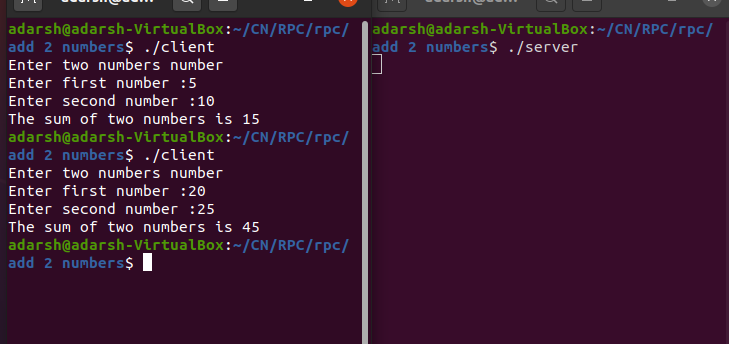 adarsh@adarsh-VirtualBox:~/CN/RPC/rpc/
add 2 numbers$ ./client
Enter two numbers number
Enter first number :5
Enter second number :10
The sum of two numbers is 15
adarsh@adarsh-VirtualBox:~/CN/RPC/rpc/
add 2 numbers$ ./client
Enter two numbers number
Enter first number :20
Enter second number :25
The sum of two numbers is 45
adarsh@adarsh-VirtualBox:~/CN/RPC/rpc/
add 2 numbers$
adarsh@adarsh-VirtualBox:~/CN/RPC/rpc/
add 2 numbers$ ./server